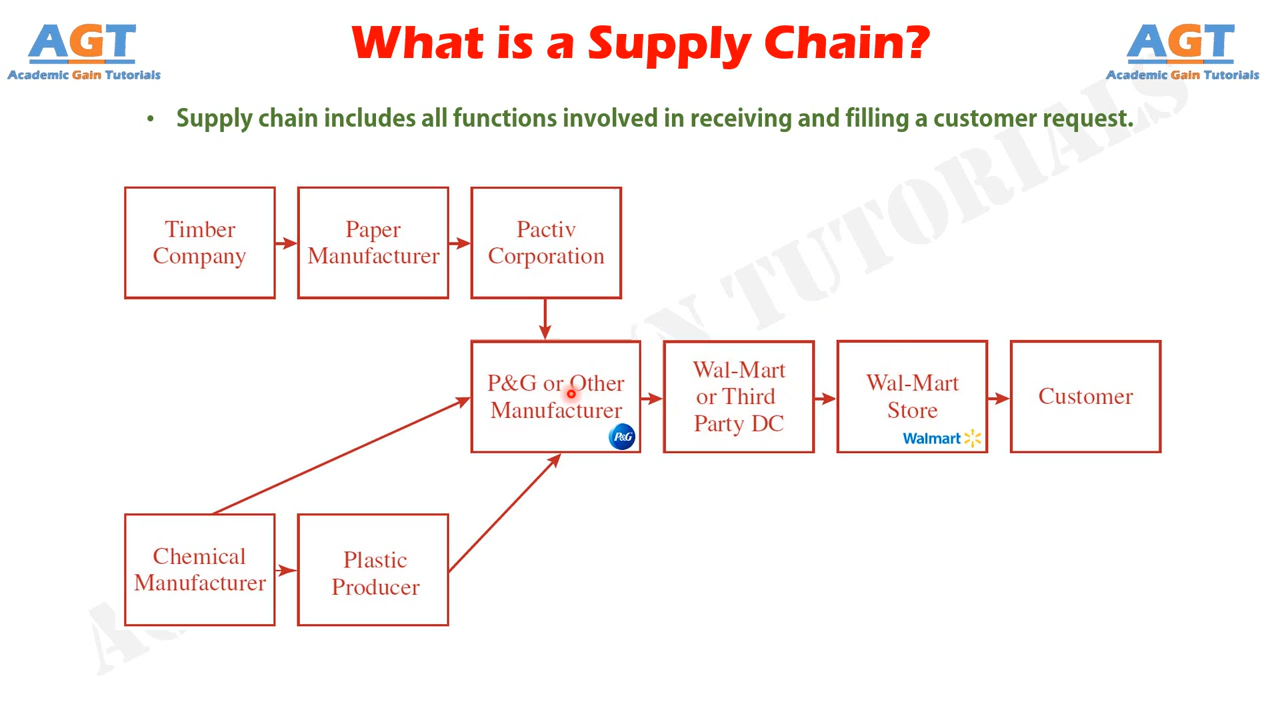 AGT
Academic Gain Tutorials
What is a Supply Chain?
AGT
Academic Gain Tutorials
• Supply chain includes all functions involved in receiving and filling a customer request.
Timber
Company
Paper
Manufacturer
Pactiv
Corporation
P&G or Other
Manufacturer
P&G
Wal-Mart
or Third
Party DC
Wal-Mart
Store
Walmart
Customer
Chemical
Manufacturer
Plastic
Producer
TUTORIALS